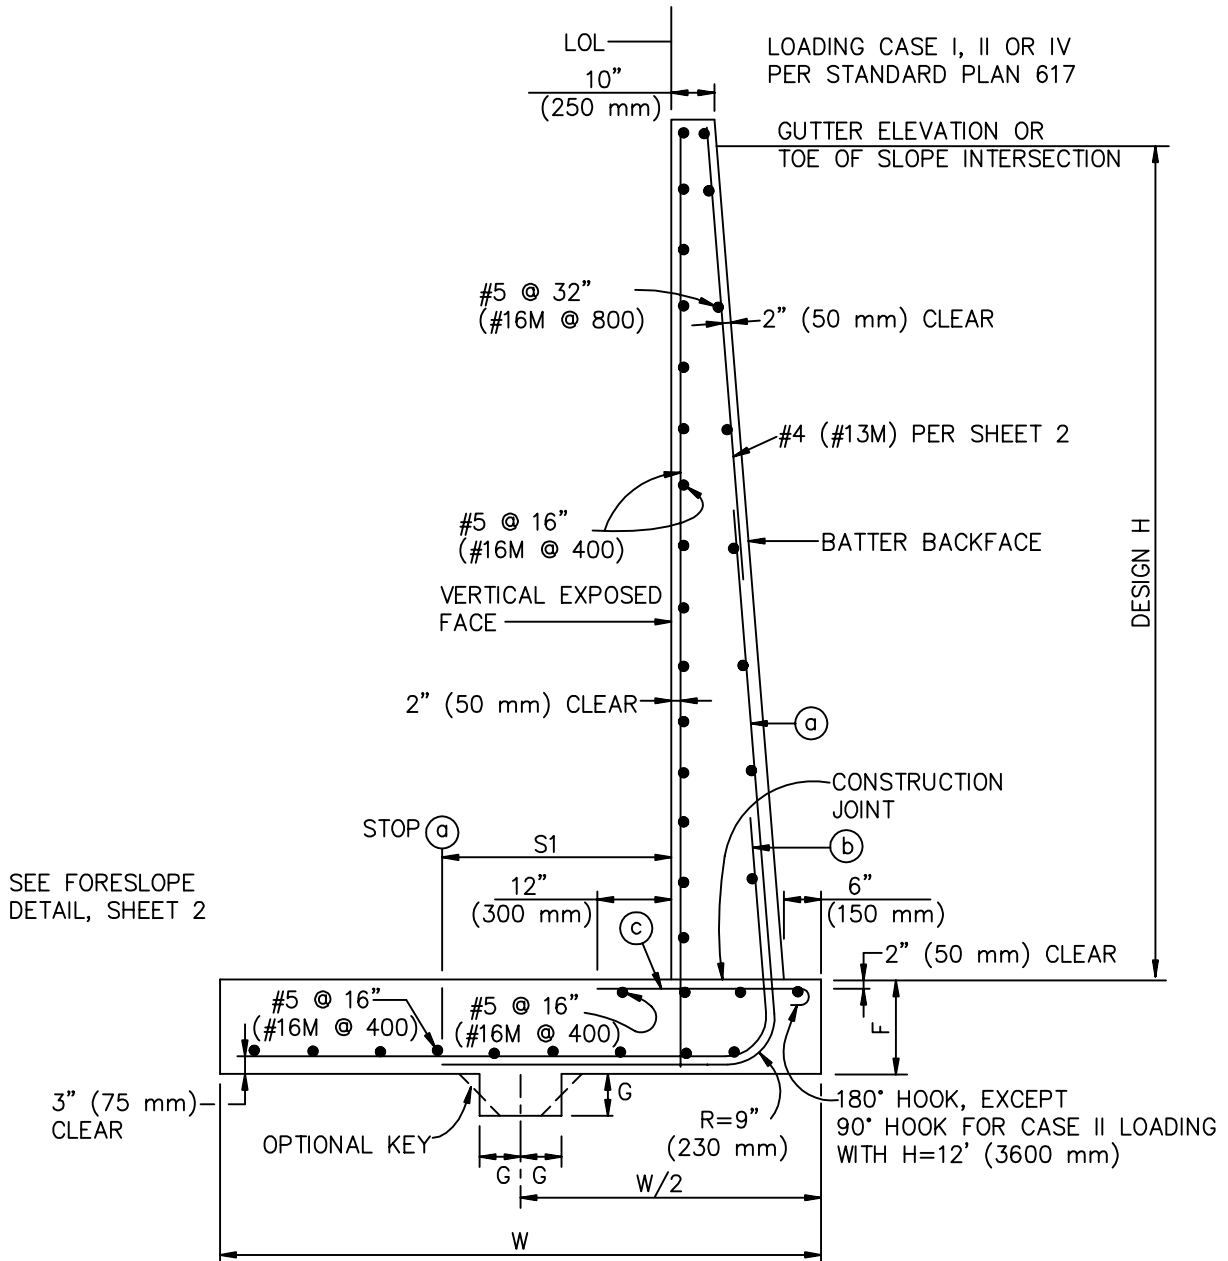 LOL
LOADING CASE I, II OR IV
PER STANDARD PLAN 617
10"
(250 mm)
GUTTER ELEVATION OR
TOE OF SLOPE INTERSECTION
#5 @ 32"
(#16M @ 800)
2" (50 mm) CLEAR
#4 (#13M) PER SHEET 2
#5 @ 16"
(#16M @ 400)
BATTER BACKFACE
DESIGN H
VERTICAL EXPOSED
FACE
2" (50 mm) CLEAR
a
CONSTRUCTION
JOINT
STOP a
S1
b
SEE FORESLOPE
DETAIL, SHEET 2
12"
(300 mm)
6"
(150 mm)
c
2" (50 mm) CLEAR
#5 @ 16"
(#16M @ 400)
#5 @ 16"
(#16M @ 400)
F
3" (75 mm)
CLEAR
OPTIONAL KEY
G
R=9"
(230 mm)
180° HOOK, EXCEPT
90° HOOK FOR CASE II LOADING
WITH H=12' (3600 mm)
G G
W/2
W